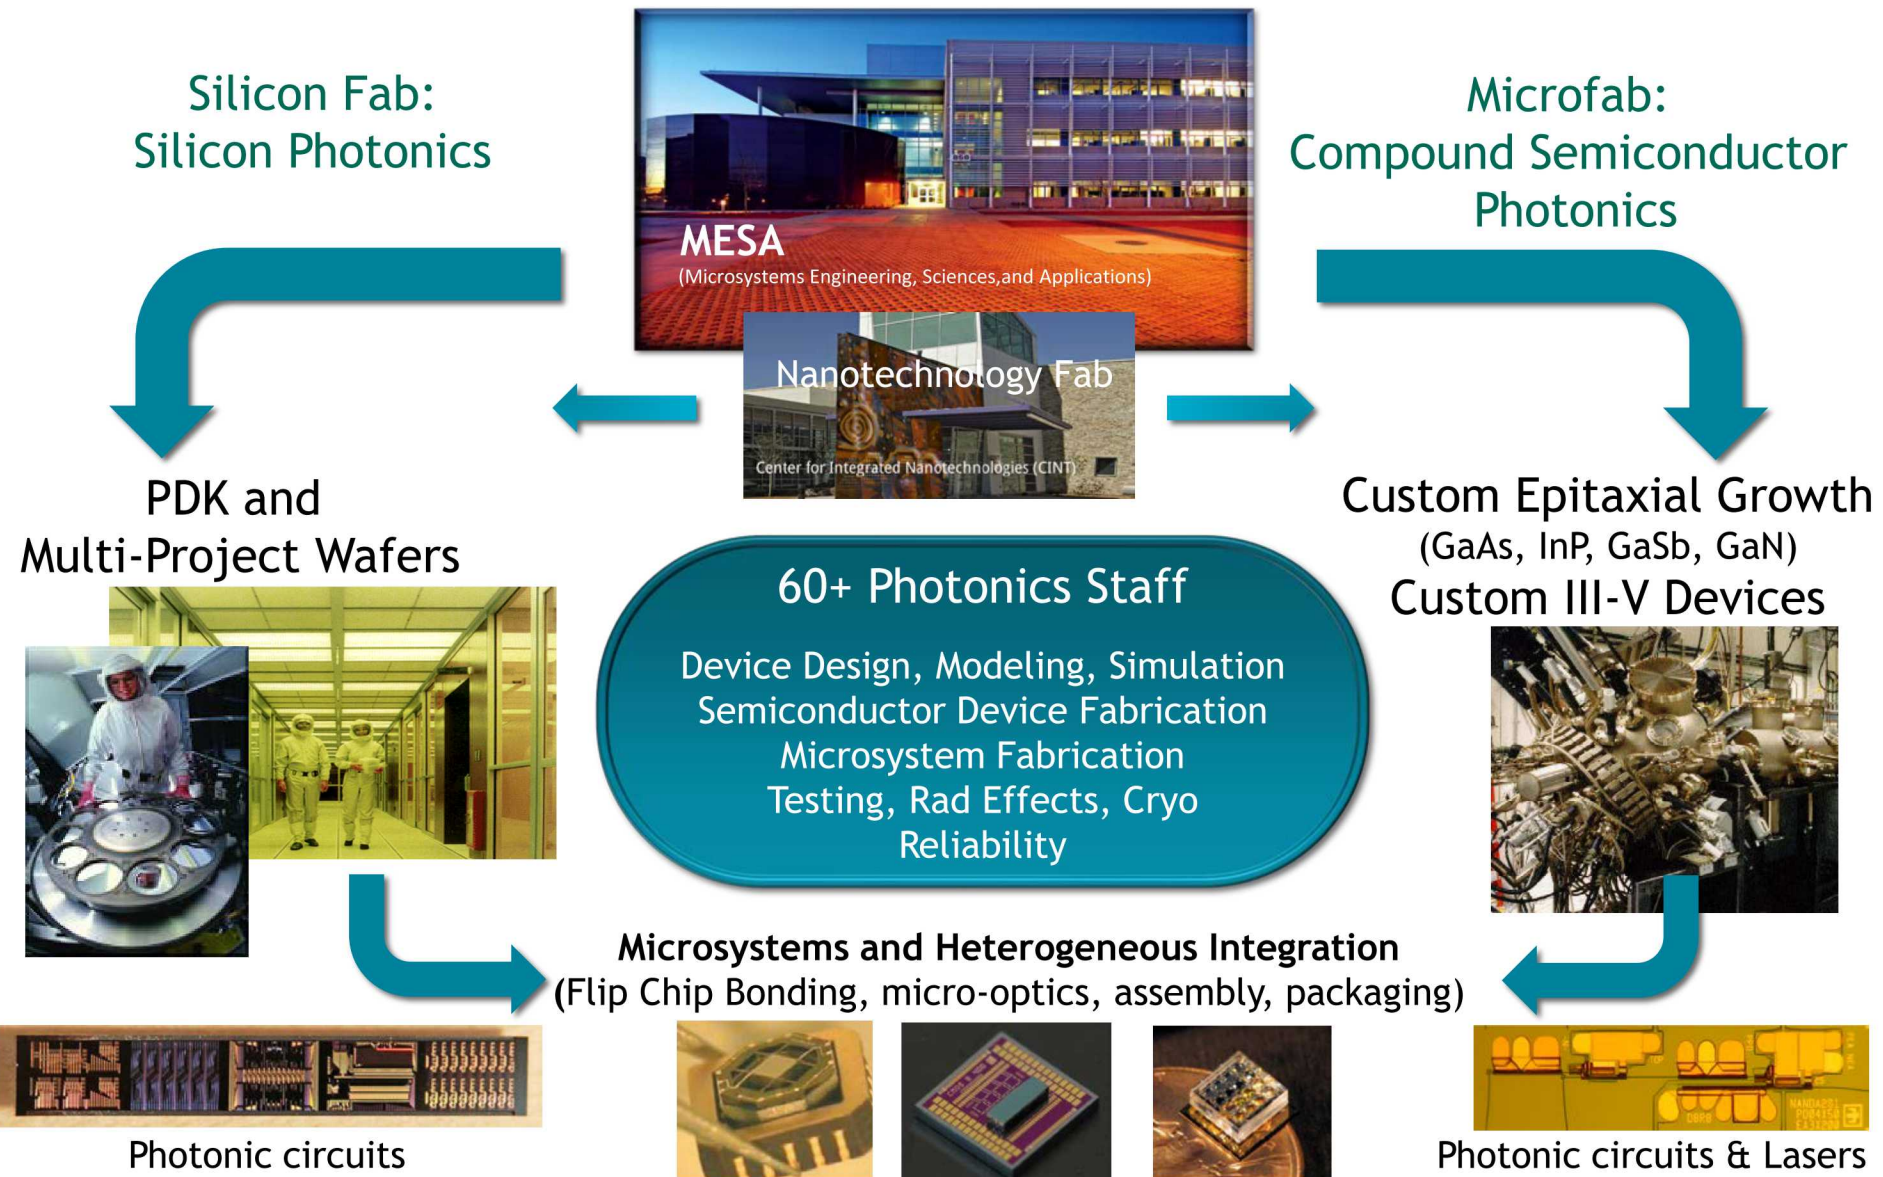 Silicon Fab:
Silicon Photonics
MESA
(Microsystems Engineering, Sciences,and Applications)
Microfab:
Compound Semiconductor
Photonics
Nanotechnology Fab
Center for Integrated Nanotechnologies (CINT)
PDK and
Multi-Project Wafers
Custom Epitaxial Growth
(GaAs, InP, GaSb, GaN)
Custom III-V Devices
60+ Photonics Staff
Device Design, Modeling, Simulation
Semiconductor Device Fabrication
Microsystem Fabrication
Testing, Rad Effects, Cryo
Reliability
Microsystems and Heterogeneous Integration
(Flip Chip Bonding, micro-optics, assembly, packaging)
Photonic circuits
Photonic circuits & Lasers